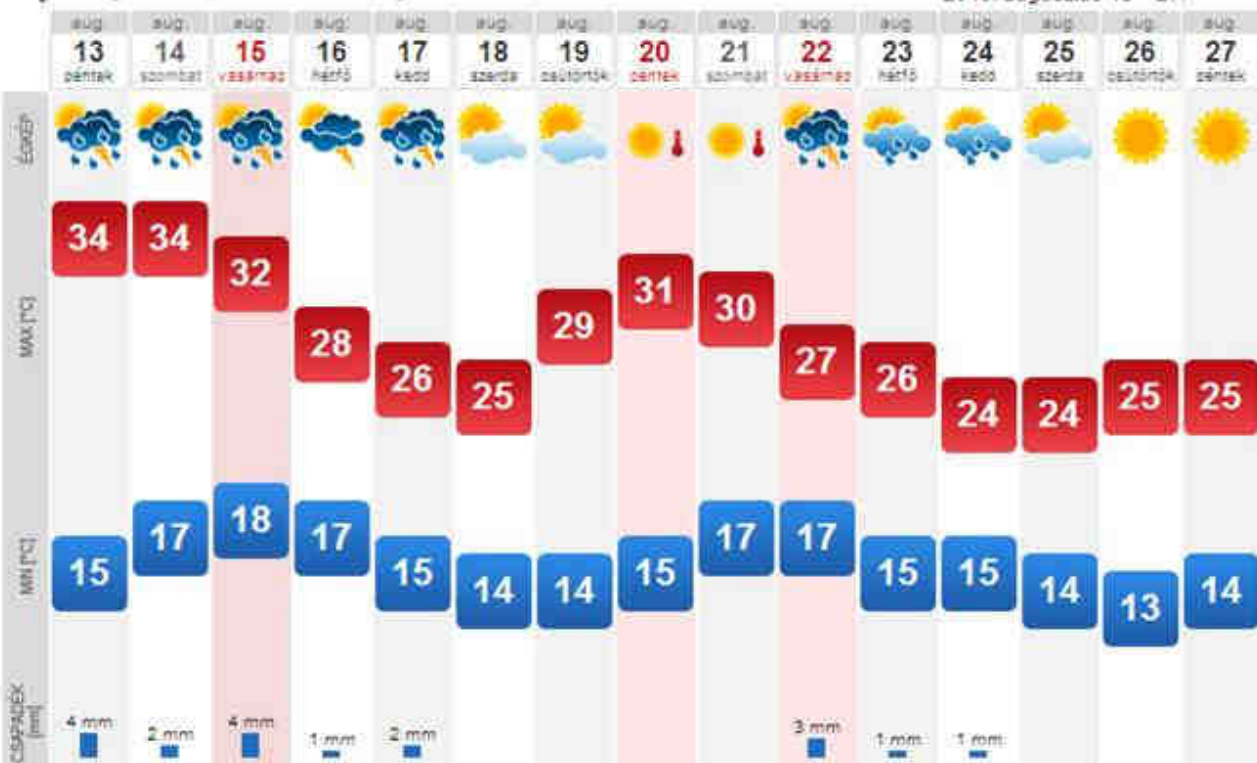 aug. aug. aug. aug. aug. aug. aug. aug. aug. aug. aug. aug. aug. aug. aug.
13 14 15 16 17 18 19 20 21 22 23 24 25 26 27
péntek szombat vasárnap hétfő kedd szerda csütörtök péntek szombat vasárnap hétfő kedd szerda csütörtök péntek
ÉGKÉP
MAX [°C]
34 34 32 28 26 25 29 31 30 27 26 24 24 25 25
MIN [°C]
15 17 18 17 15 14 14 15 17 17 15 15 14 13 14
CSAPADÉK
[mm]
4 mm 2 mm 4 mm 1 mm 2 mm 3 mm 1 mm 1 mm